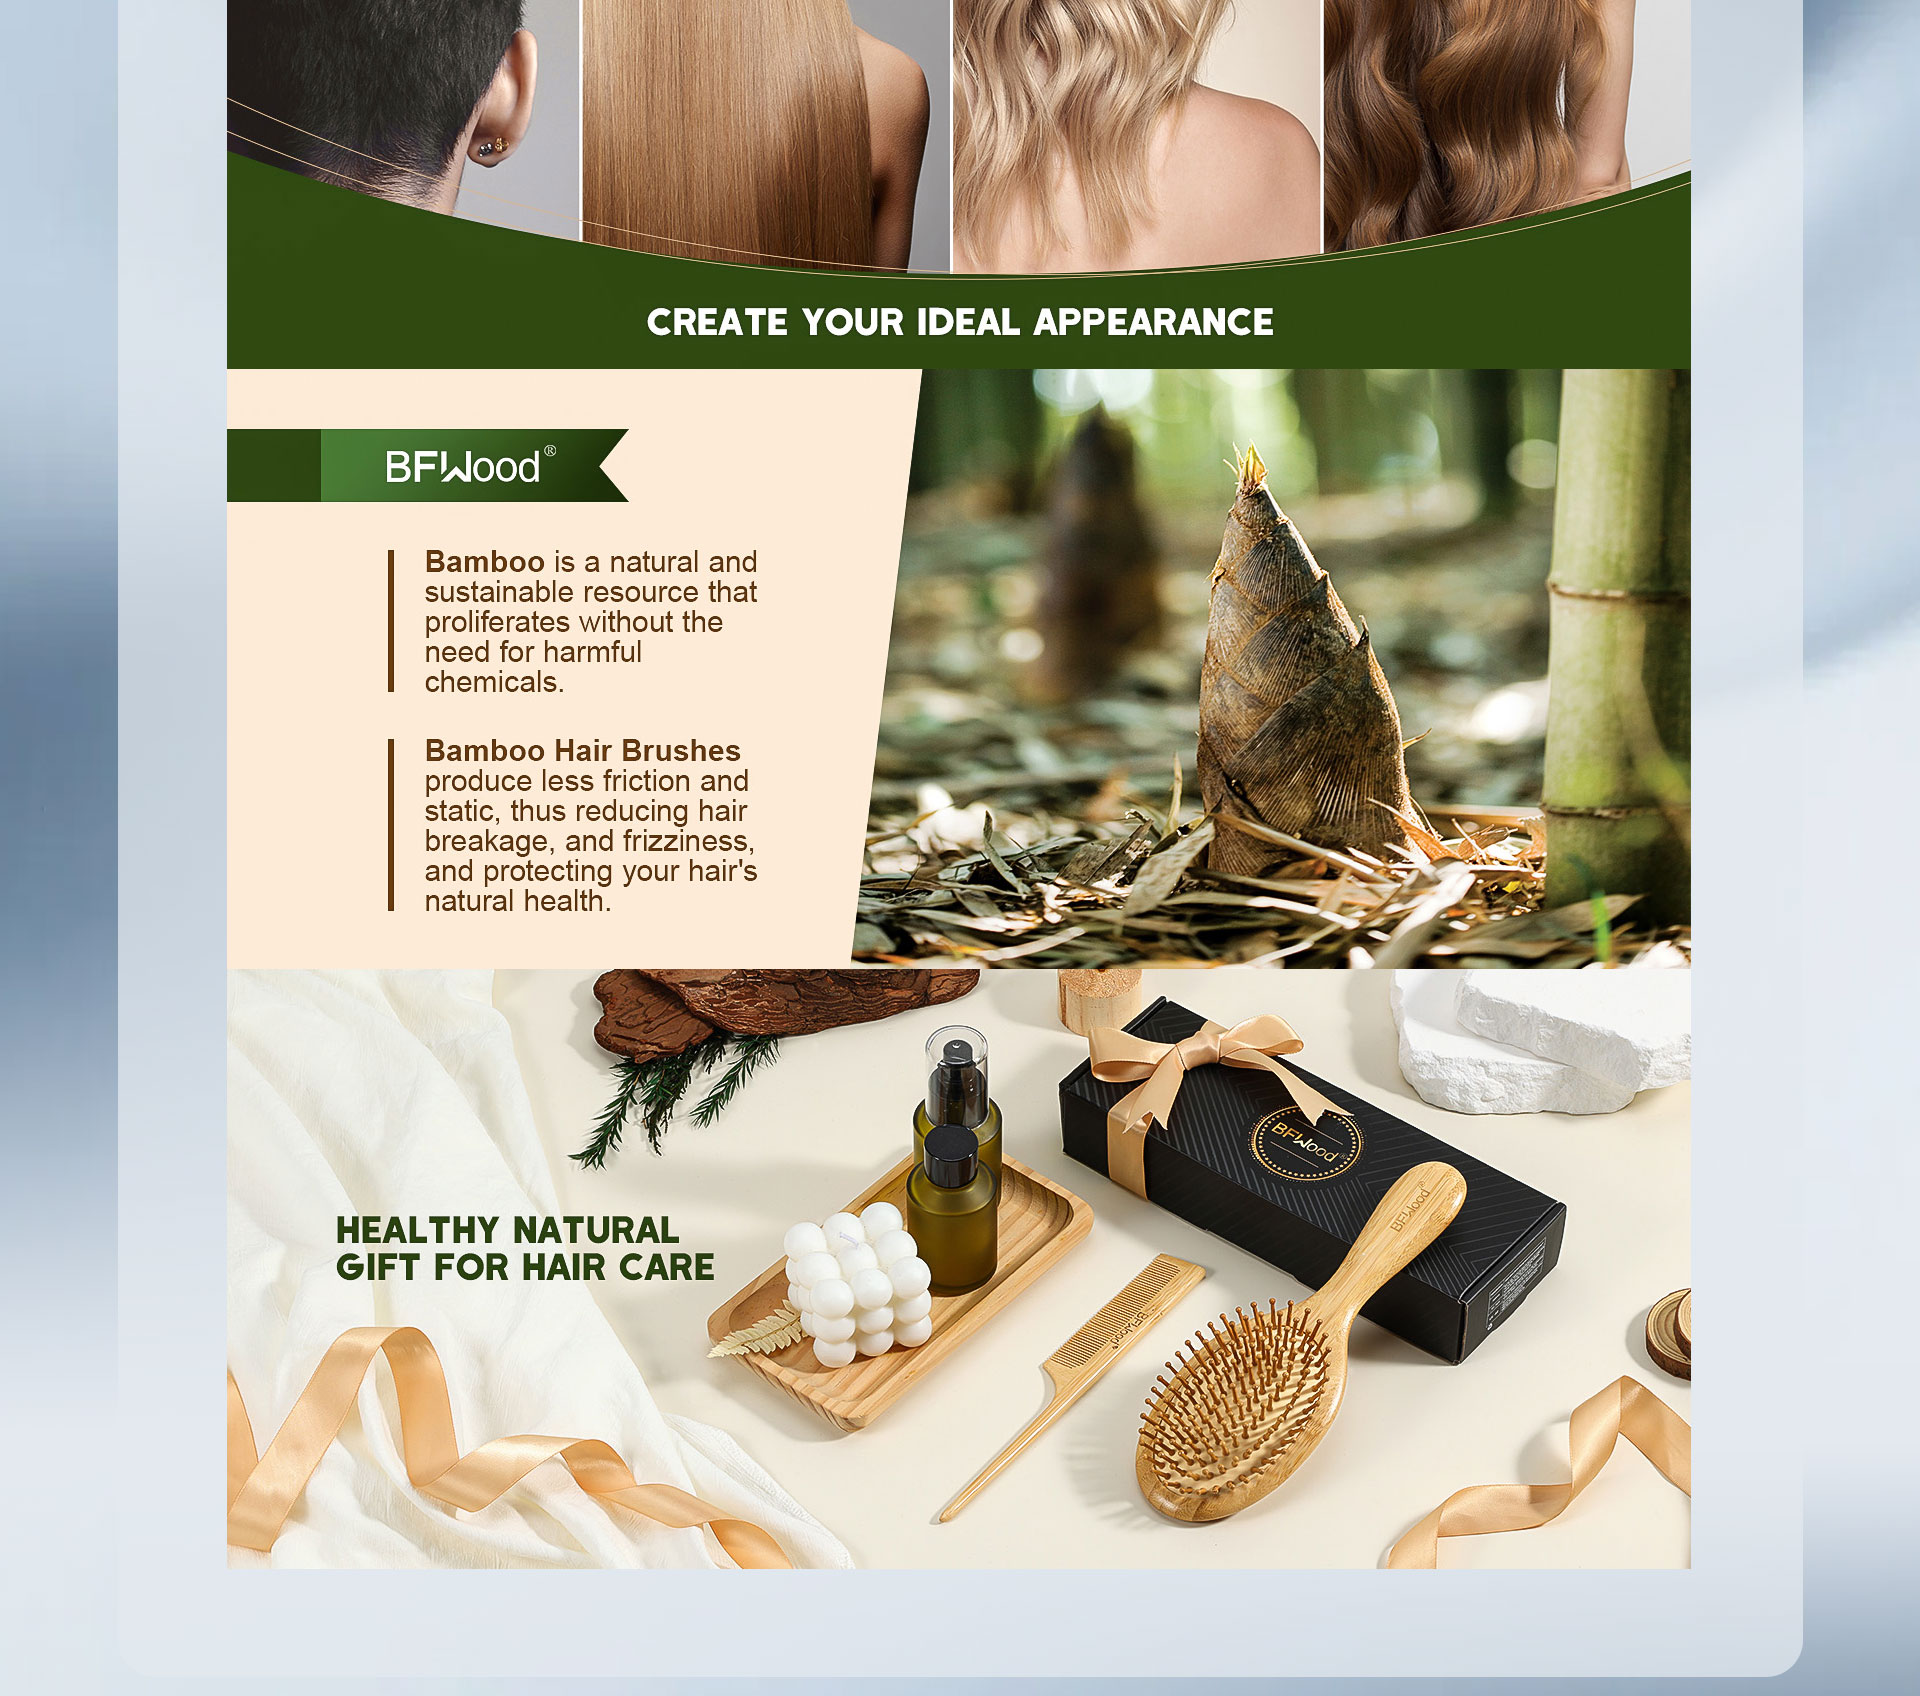 CREATE YOUR IDEAL APPEARANCE
BFWood®
Bamboo is a natural and
sustainable resource that
proliferates without the
need for harmful
chemicals.
Bamboo Hair Brushes
produce less friction and
static, thus reducing hair
breakage, and frizziness,
and protecting your hair's
natural health.
BFWood®
BFWood®
HEALTHY NATURAL
GIFT FOR HAIR CARE
BFWood®